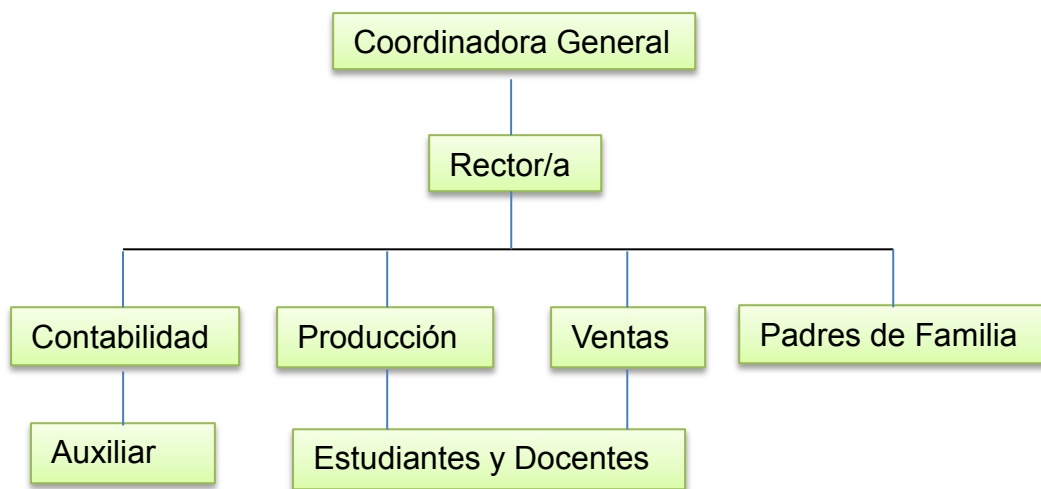 Coordinadora General
Rector/a
Contabilidad
Producción
Ventas
Padres de Familia
Auxiliar
Estudiantes y Docentes